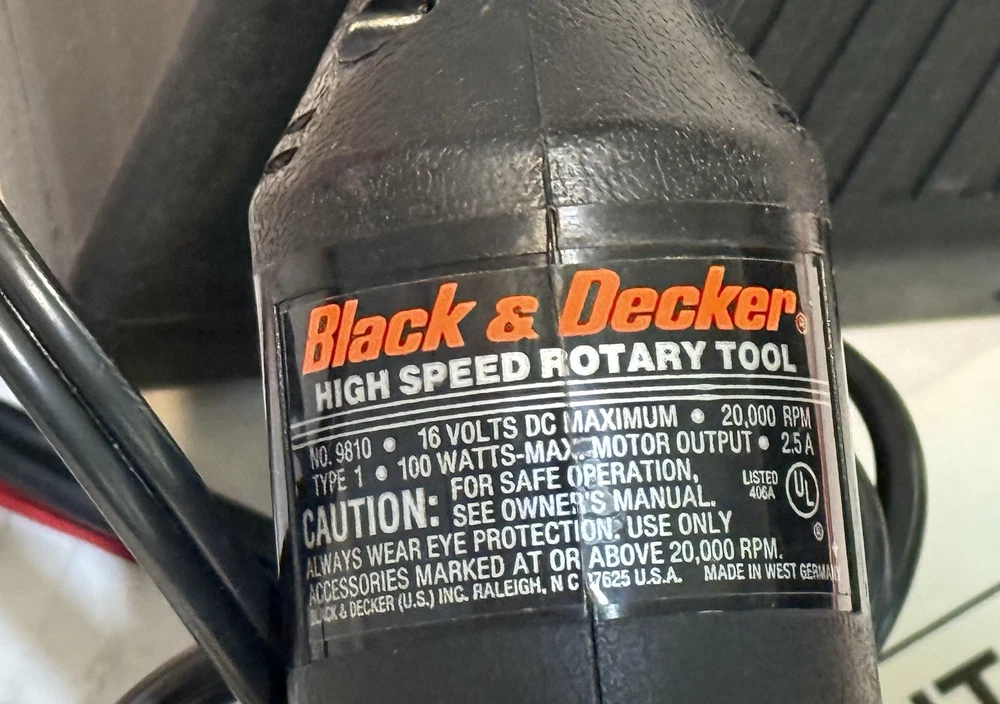 Black & Decker®
HIGH SPEED ROTARY TOOL
NO. 9810 • 16 VOLTS DC MAXIMUM • 20,000 RPM
TYPE 1 • 100 WATTS-MAX. MOTOR OUTPUT • 2.5 A
CAUTION: FOR SAFE OPERATION,
SEE OWNER'S MANUAL.
LISTED
406A
UL
®
ALWAYS WEAR EYE PROTECTION. USE ONLY
ACCESSORIES MARKED AT OR ABOVE 20,000 RPM.
BLACK & DECKER (U.S.) INC. RALEIGH, N C 27625 U.S.A. MADE IN WEST GERMANY